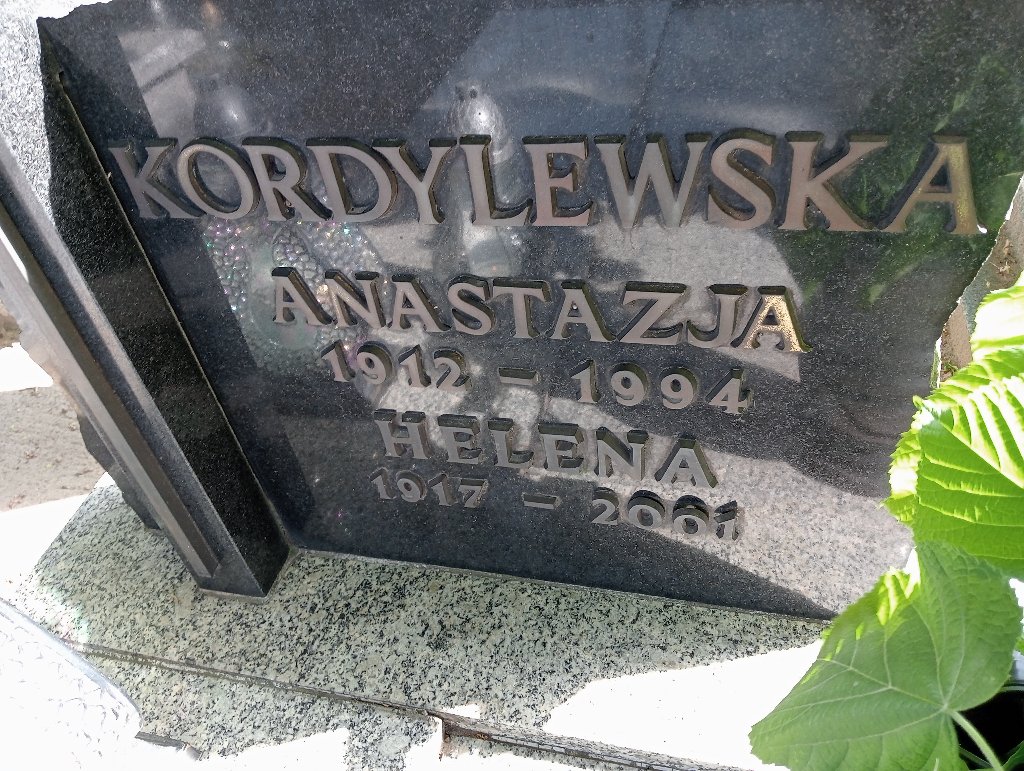 KORDYLEWSKA
ANASTAZJA
1912 - 1994
HELENA
1917 - 2001